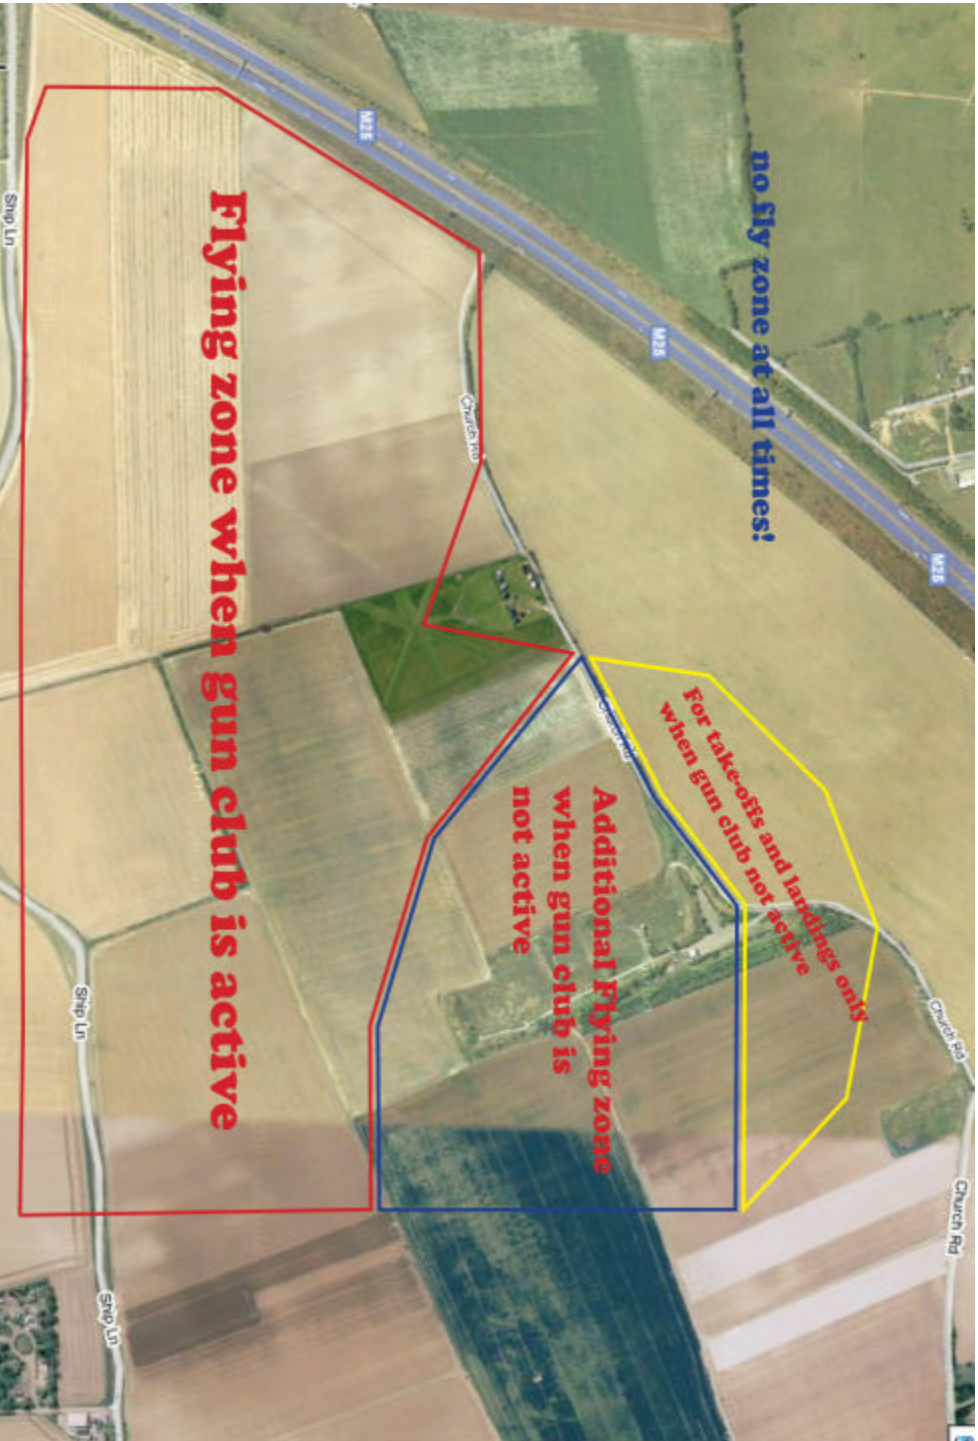 no fly zone at all times!
For take-offs and landings only
when gun club not active
Additional Flying zone
when gun club is
not active
Flying zone when gun club is active
M25
M25
M25
Church Rd
Church Rd
Church Rd
Church Rd
Ship Ln
Ship Ln
Ship Ln